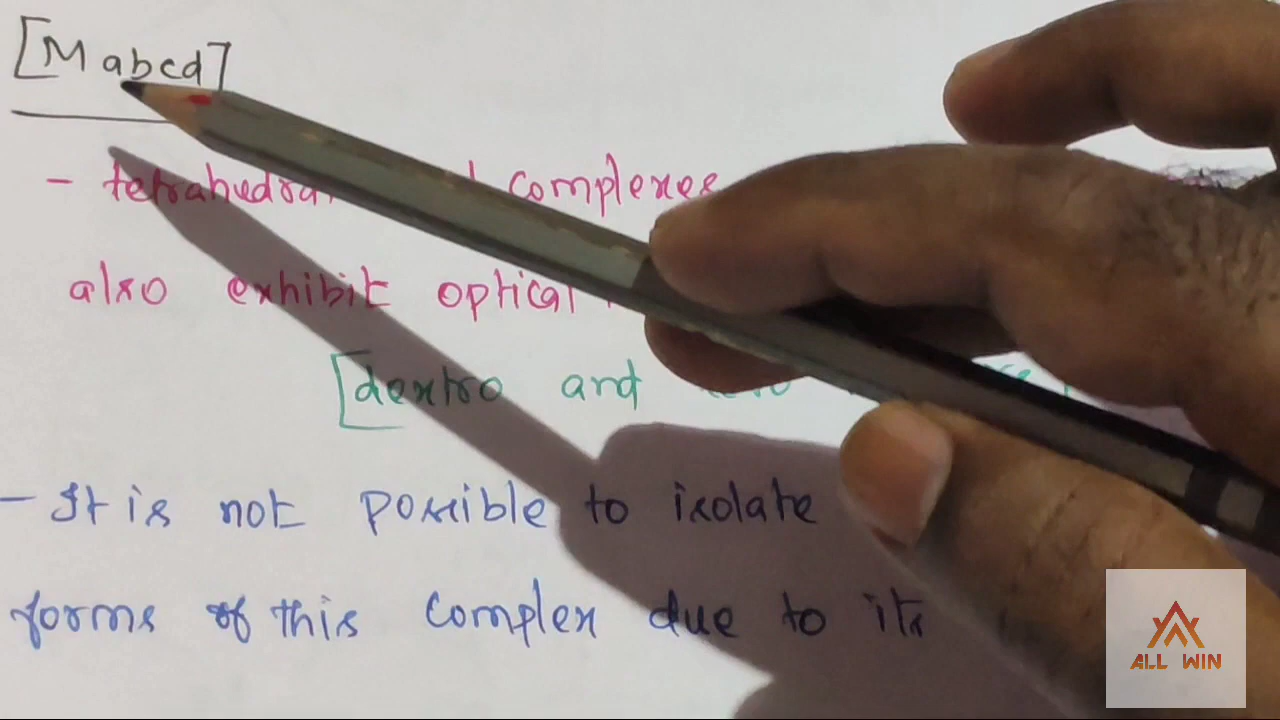 [Mabcd]
- tetrahedra complexes
also exhibit optical
[dextro and
- It is not possible to isolate
forms of this complex due to its
ALL WIN